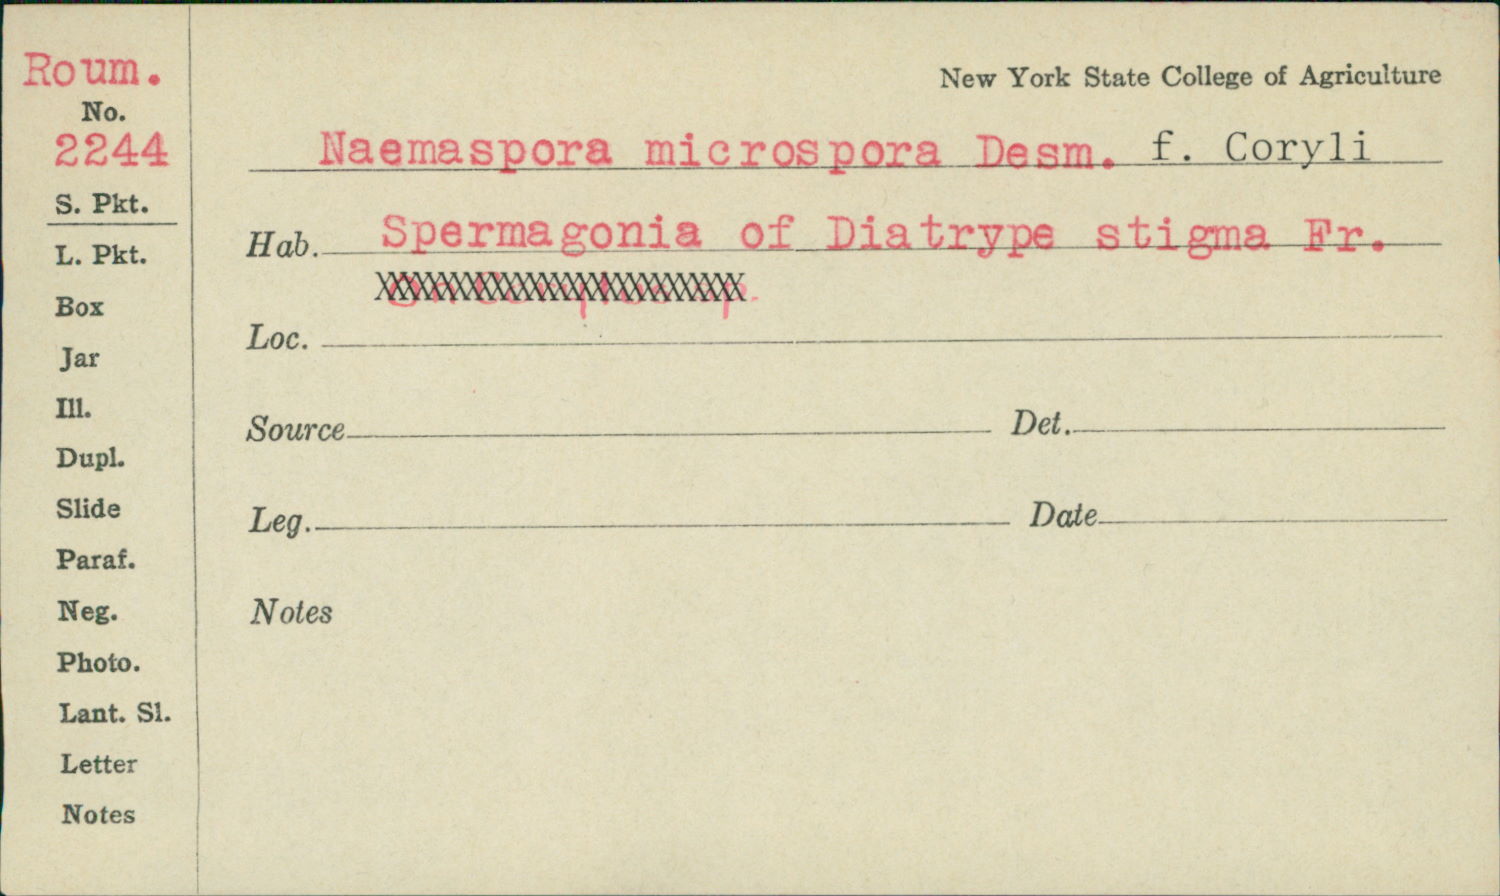 Roum.
No.
2244
S. Pkt.
L. Pkt.
Box
Jar
Ill.
Dupl.
Slide
Paraf.
Neg.
Photo.
Lant. Sl.
Letter
Notes
New York State College of Agriculture
Naemaspora microspora Desm. f. Coryli
Hab. Spermagonia of Diatrype stigma Fr.
Loc.
Source Det.
Leg. Date
Notes